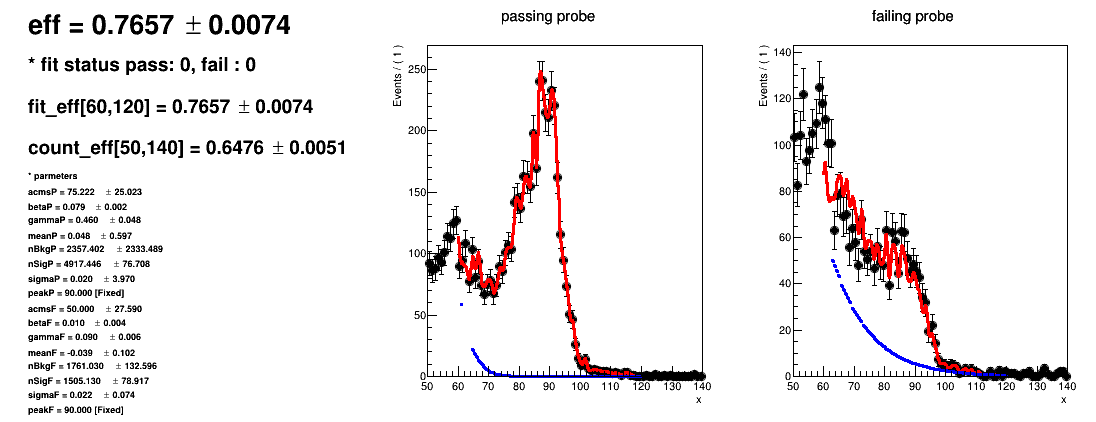 eff = 0.7657 ± 0.0074
* fit status pass: 0, fail : 0
fit_eff[60,120] = 0.7657 ± 0.0074
count_eff[50,140] = 0.6476 ± 0.0051
* parmeters
acmsP = 75.222 ± 25.023
betaP = 0.079 ± 0.002
gammaP = 0.460 ± 0.048
meanP = 0.048 ± 0.597
nBkgP = 2357.402 ± 2333.489
nSigP = 4917.446 ± 76.708
sigmaP = 0.020 ± 3.970
peakP = 90.000 [Fixed]
acmsF = 50.000 ± 27.590
betaF = 0.010 ± 0.004
gammaF = 0.090 ± 0.006
meanF = -0.039 ± 0.102
nBkgF = 1761.030 ± 132.596
nSigF = 1505.130 ± 78.917
sigmaF = 0.022 ± 0.074
peakF = 90.000 [Fixed]
passing probe
Events / ( 1 )
250
200
150
100
50
0
50 60 70 80 90 100 110 120 130 140
x
failing probe
Events / ( 1 )
140
120
100
80
60
40
20
0
50 60 70 80 90 100 110 120 130 140
x